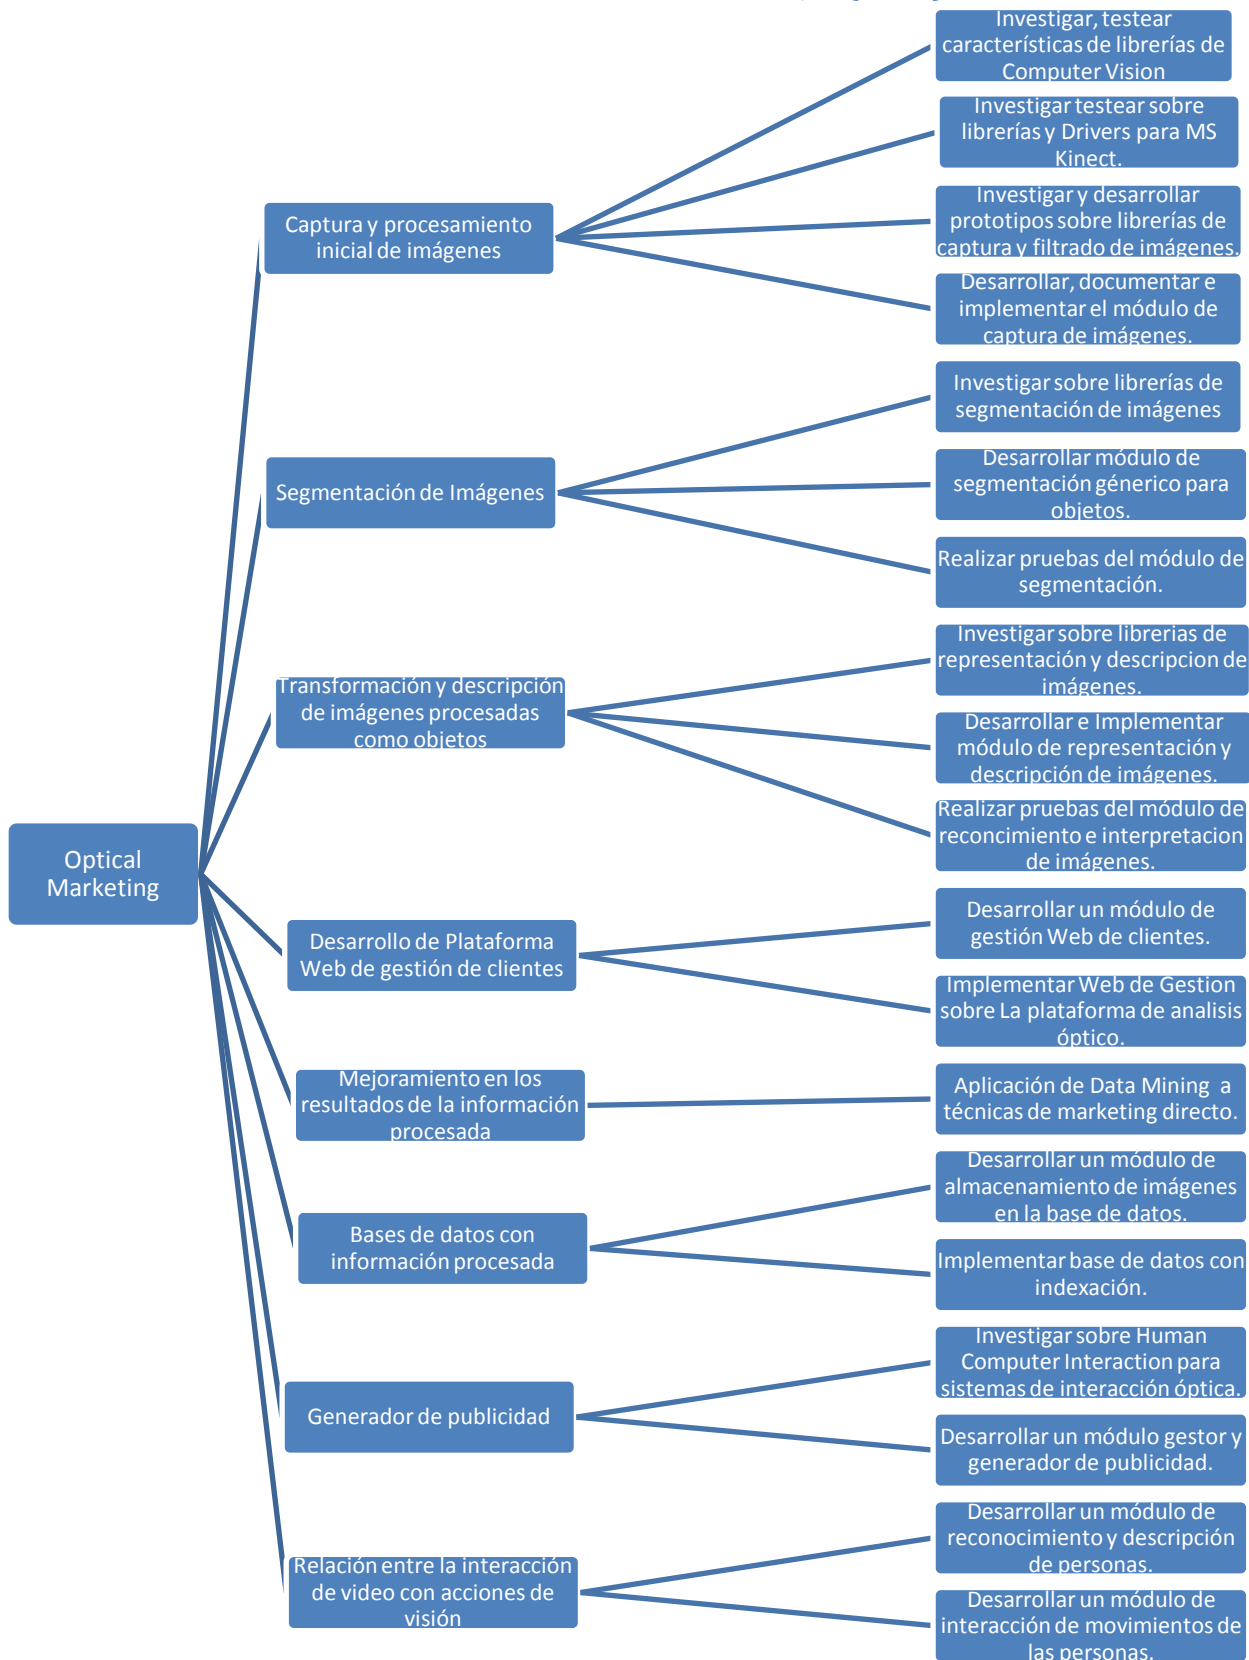 Investigar, testear
características de librerías de
Computer Vision
Investigar testear sobre
librerías y Drivers para MS
Kinect.
Captura y procesamiento
inicial de imágenes
Investigar y desarrollar
prototipos sobre librerías de
captura y filtrado de imágenes.
Desarrollar, documentar e
implementar el módulo de
captura de imágenes.
Investigar sobre librerías de
segmentación de imágenes
Segmentación de Imágenes
Desarrollar módulo de
segmentación génerico para
objetos.
Realizar pruebas del módulo de
segmentación.
Investigar sobre librerias de
representación y descripcion de
imágenes.
Transformación y descripción
de imágenes procesadas
como objetos
Desarrollar e Implementar
módulo de representación y
descripción de imágenes.
Realizar pruebas del módulo de
reconcimiento e interpretacion
de imágenes.
Optical
Marketing
Desarrollar un módulo de
gestión Web de clientes.
Desarrollo de Plataforma
Web de gestión de clientes
Implementar Web de Gestion
sobre La plataforma de analisis
óptico.
Mejoramiento en los
resultados de la información
procesada
Aplicación de Data Mining a
técnicas de marketing directo.
Desarrollar un módulo de
almacenamiento de imágenes
en la base de datos.
Bases de datos con
información procesada
Implementar base de datos con
indexación.
Investigar sobre Human
Computer Interaction para
sistemas de interacción óptica.
Generador de publicidad
Desarrollar un módulo gestor y
generador de publicidad.
Desarrollar un módulo de
reconocimiento y descripción
de personas.
Relación entre la interacción
de video con acciones de
visión
Desarrollar un módulo de
interacción de movimientos de
las personas.